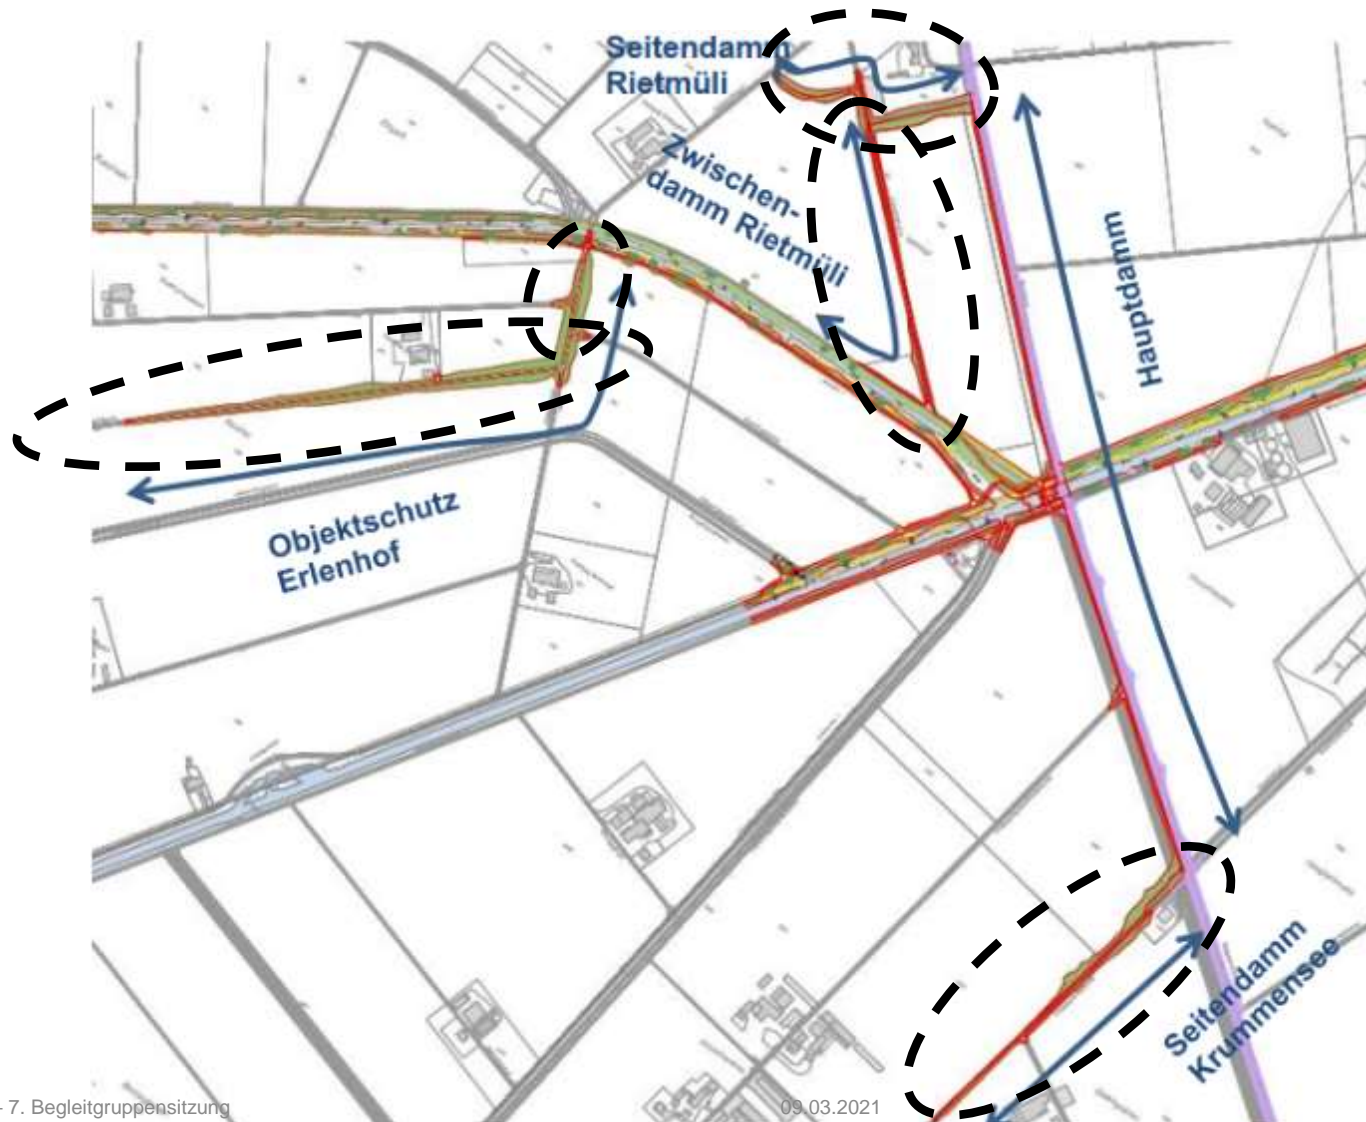 Seitendamm
Rietmüli
Zwischen-
damm Rietmüli
Hauptdamm
Objektschutz
Erlenhof
Seitendamm
Krummensee
- 7. Begleitgruppensitzung
09.03.2021